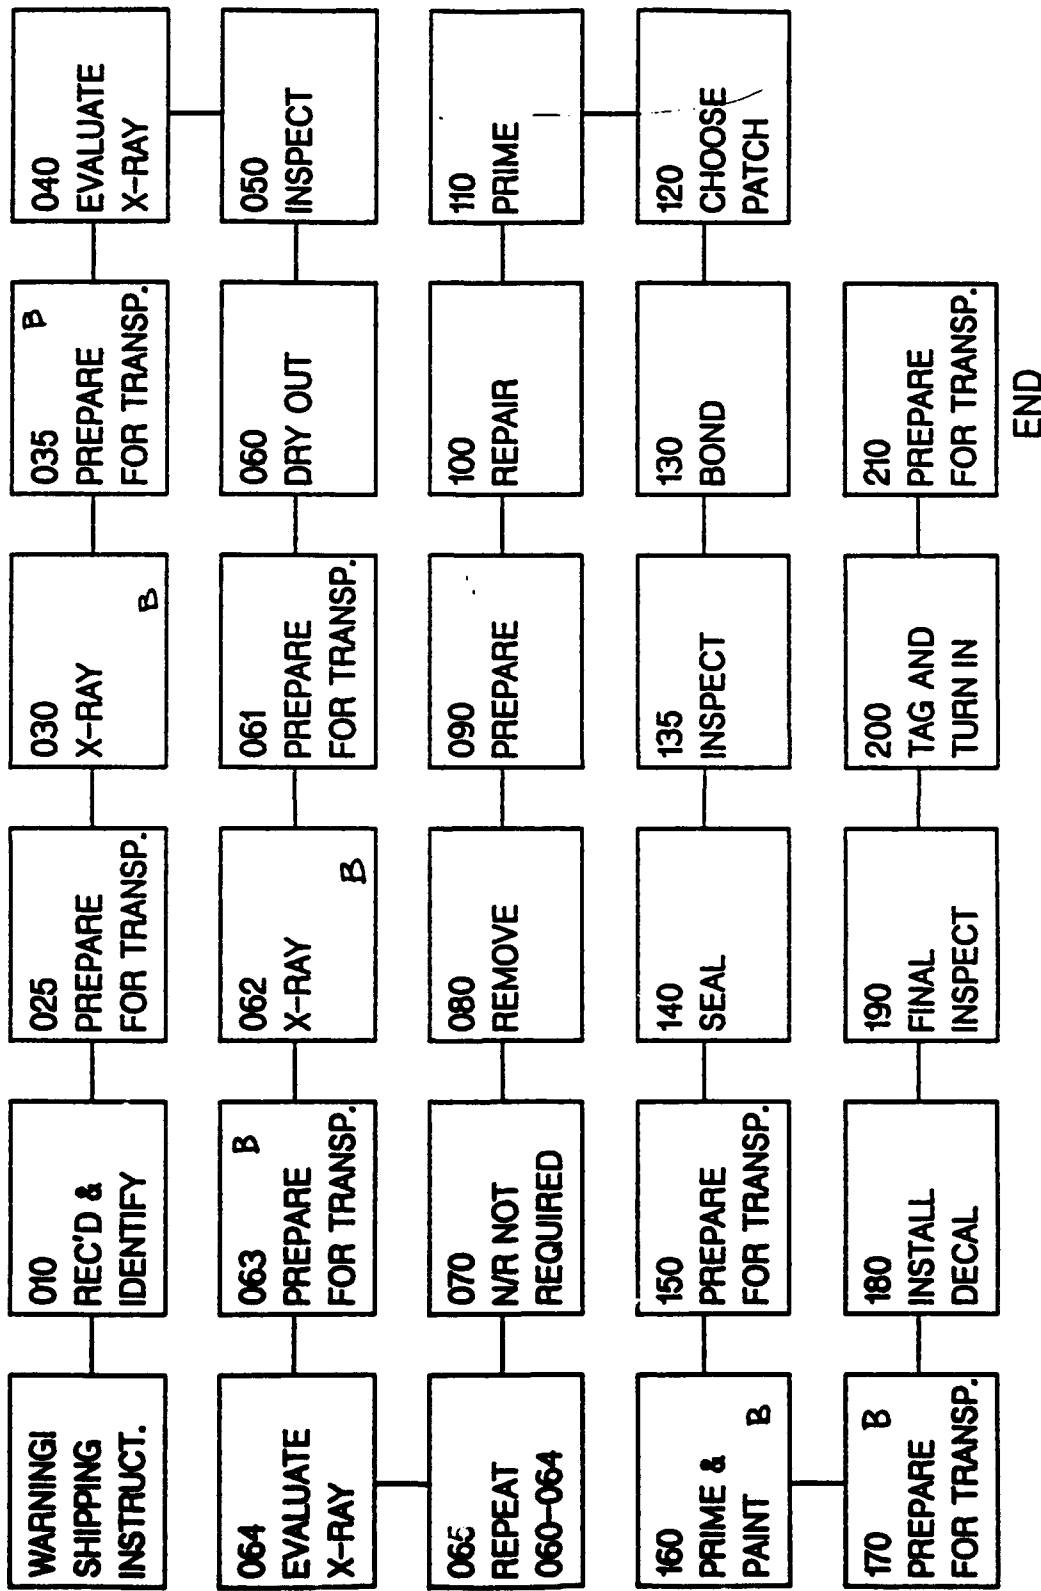 WARNING!
SHIPPING
INSTRUCT.
010
REC'D &
IDENTIFY
025
PREPARE
FOR TRANSP.
030
X-RAY
B
035
B
PREPARE
FOR TRANSP.
040
EVALUATE
X-RAY
050
INSPECT
060
DRY OUT
061
PREPARE
FOR TRANSP.
062
X-RAY
B
063
B
PREPARE
FOR TRANSP.
064
EVALUATE
X-RAY
065
REPEAT
060-064
070
N/R NOT
REQUIRED
080
REMOVE
090
PREPARE
100
REPAIR
110
PRIME
120
CHOOSE
PATCH
130
BOND
135
INSPECT
140
SEAL
150
PREPARE
FOR TRANSP.
160
PRIME &
PAINT B
170 B
PREPARE
FOR TRANSP.
180
INSTALL
DECAL
190
FINAL
INSPECT
200
TAG AND
TURN IN
210
PREPARE
FOR TRANSP.
END